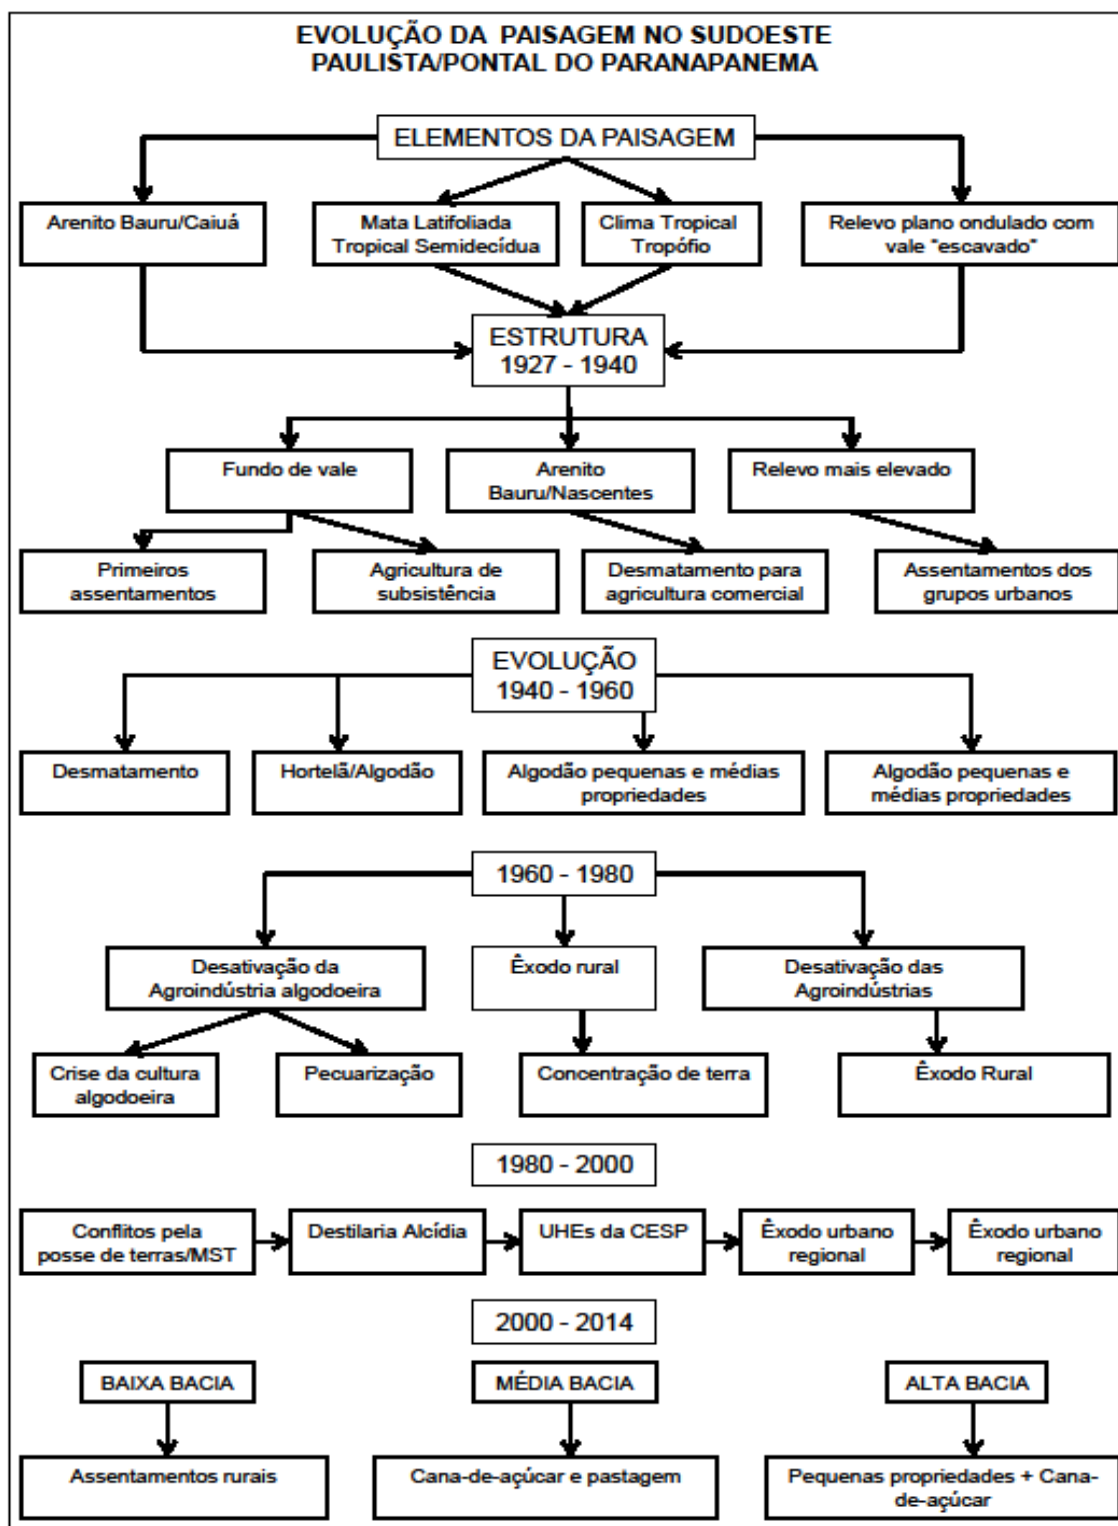 EVOLUÇÃO DA PAISAGEM NO SUDOESTE
PAULISTA/PONTAL DO PARANAPANEMA
ELEMENTOS DA PAISAGEM
Arenito Bauru/Caiuá
Mata Latifoliada
Tropical Semidecídua
Clima Tropical
Tropófio
Relevo plano ondulado com
vale "escavado"
ESTRUTURA
1927 - 1940
Fundo de vale
Arenito
Bauru/Nascentes
Relevo mais elevado
Primeiros
assentamentos
Agricultura de
subsistência
Desmatamento para
agricultura comercial
Assentamentos dos
grupos urbanos
EVOLUÇÃO
1940 - 1960
Desmatamento
Hortelã/Algodão
Algodão pequenas e médias
propriedades
Algodão pequenas e
médias propriedades
1960 - 1980
Desativação da
Agroindústria algodoeira
Êxodo rural
Desativação das
Agroindústrias
Crise da cultura
algodoeira
Pecuarização
Concentração de terra
Êxodo Rural
1980 - 2000
Conflitos pela
posse de terras/MST
Destilaria Alcídia
UHEs da CESP
Êxodo urbano
regional
Êxodo urbano
regional
2000 - 2014
BAIXA BACIA
MÉDIA BACIA
ALTA BACIA
Assentamentos rurais
Cana-de-açúcar e pastagem
Pequenas propriedades + Cana-
de-açúcar